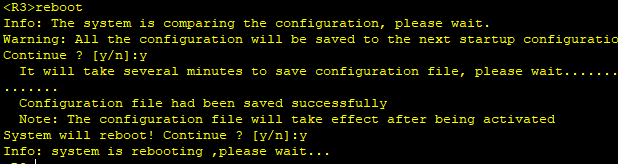 <R3>reboot
Info: The system is comparing the configuration, please wait.
Warning: All the configuration will be saved to the next startup configuratio
Continue ? [y/n]:y
  It will take several minutes to save configuration file, please wait.......
.......
  Configuration file had been saved successfully
  Note: The configuration file will take effect after being activated
System will reboot! Continue ? [y/n]:y
Info: system is rebooting ,please wait...